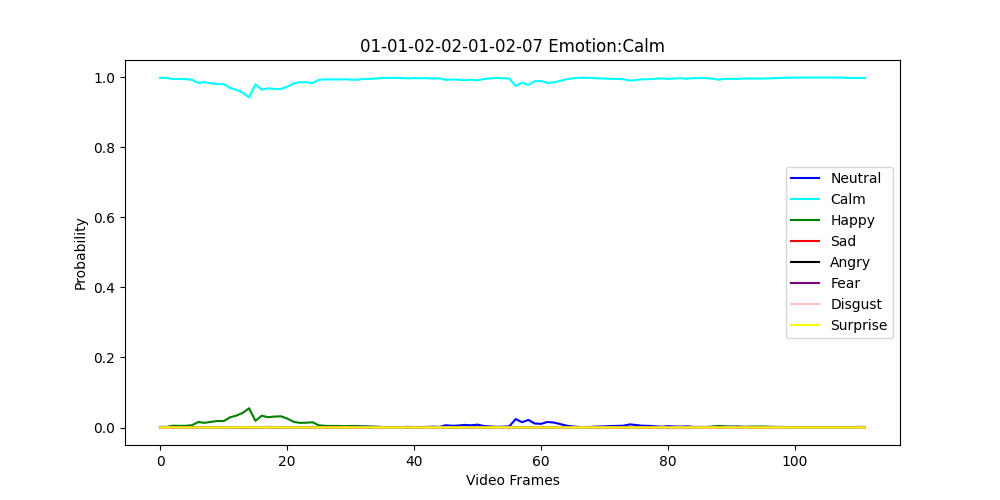 01-01-02-02-01-02-07 Emotion:Calm
Probability
1.0
0.8
0.6
0.4
0.2
0.0
Neutral
Calm
Happy
Sad
Angry
Fear
Disgust
Surprise
0 20 40 60 80 100
Video Frames